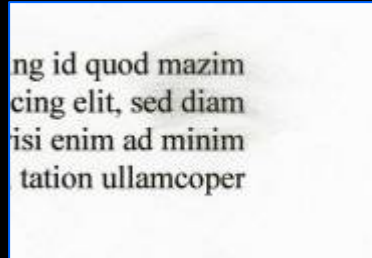 ng id quod mazim
cing elit, sed diam
isi enim ad minim
tation ullamcoper